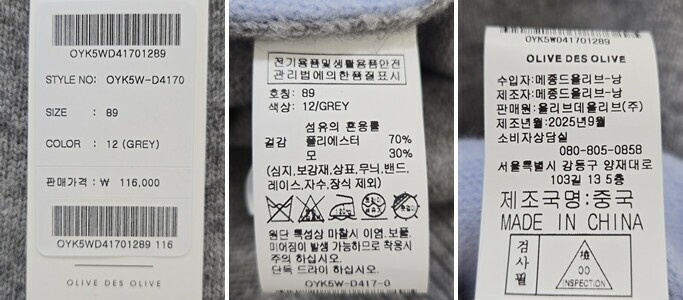 OYK5WD41701289
STYLE NO: OYK5W-D4170
SIZE : 89
COLOR : 12 (GREY)
판매가격 : ₩ 116,000
OYK5WD41701289 116
OLIVE DES OLIVE
전기용품및생활용품안전
관리법에의한품질표시
호칭: 89
색상: 12/GREY
섬유의 혼용률
겉감 폴리에스터 70%
모 30%
(심지,보강재,상표,무늬,밴드,
레이스,자수,장식 제외)
원단 특성상 마찰시 이염,보풀,
미어짐이 발생 가능하므로 착용시
주의 하십시오.
단독 드라이 하십시오.
OYK5W-D417-0
OYK5WD41701289
OLIVE DES OLIVE
수입자:메종드올리브-낭
제조자:메종드올리브-낭
판매원:올리브데올리브(주)
제조년월:2025년9월
소비자상담실
080-805-0858
서울특별시 강동구 양재대로
103길 13 5층
제조국명:중국
MADE IN CHINA
검사필
00
INSPECTION